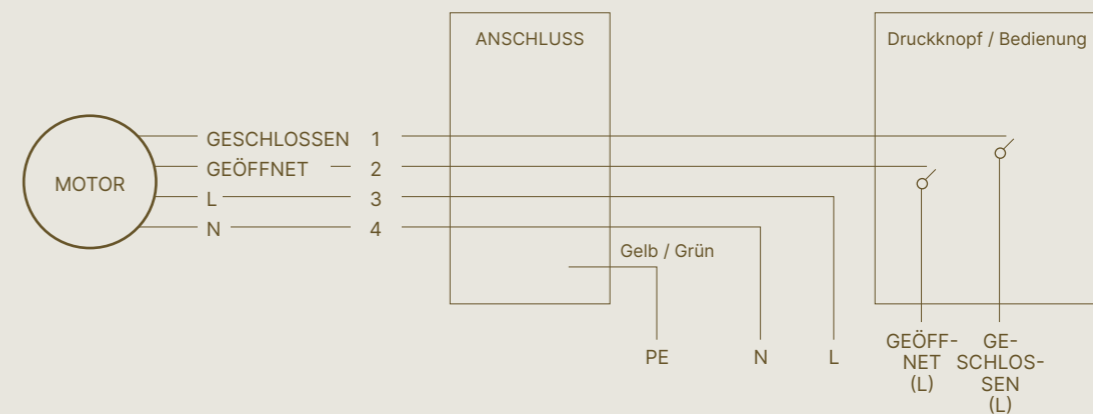 ANSCHLUSS
Druckknopf / Bedienung
MOTOR
GESCHLOSSEN 1
GEÖFFNET 2
L 3
N 4
Gelb / Grün
PE
N
L
GEÖFF-
NET
(L)
GE-
SCHLOS-
SEN
(L)